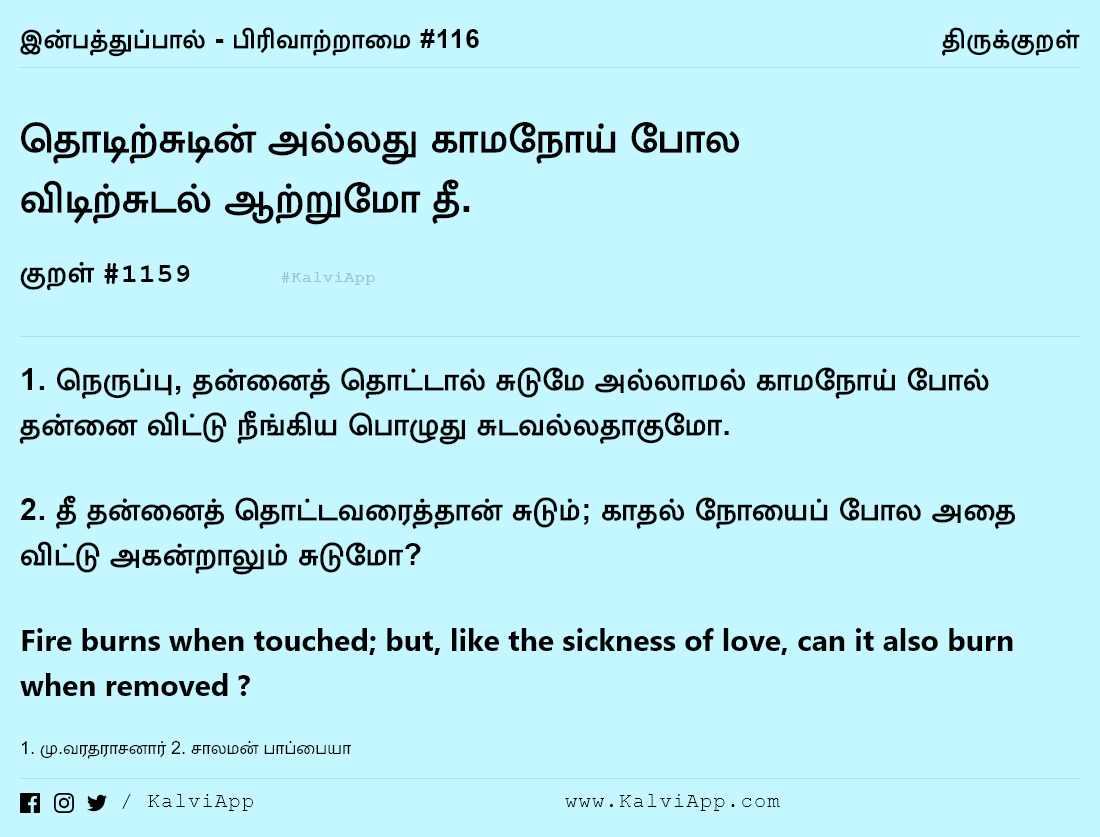 இன்பத்துப்பால் - பிரிவாற்றாமை #116 திருக்குறள்
தொடிற்சுடின் அல்லது காமநோய் போல
விடிற்சுடல் ஆற்றுமோ தீ.
குறள் #1159 #KalviApp
1. நெருப்பு, தன்னைத் தொட்டால் சுடுமே அல்லாமல் காமநோய் போல்
தன்னை விட்டு நீங்கிய பொழுது சுடவல்லதாகுமோ.
2. தீ தன்னைத் தொட்டவரைத்தான் சுடும்; காதல் நோயைப் போல அதை
விட்டு அகன்றாலும் சுடுமோ?
Fire burns when touched; but, like the sickness of love, can it also burn
when removed ?
1. மு.வரதராசனார் 2. சாலமன் பாப்பையா
/ KalviApp www.KalviApp.com